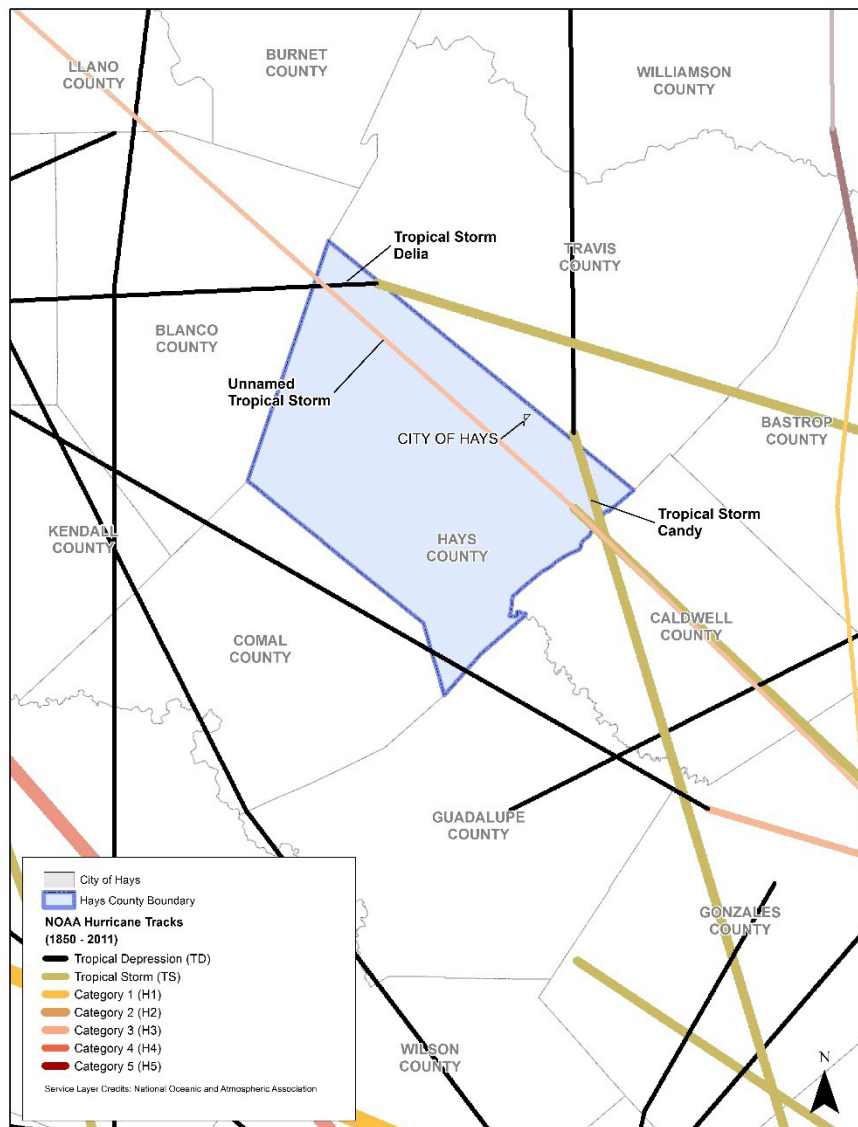 LLANO
COUNTY
BURNET
COUNTY
WILLIAMSON
COUNTY
Tropical Storm
Delia
TRAVIS
COUNTY
BLANCO
COUNTY
Unnamed
Tropical Storm
CITY OF HAYS
BASTROP
COUNTY
Tropical Storm
Candy
KENDALL
COUNTY
HAYS
COUNTY
CALDWELL
COUNTY
COMAL
COUNTY
GUADALUPE
COUNTY
GONZALES
COUNTY
WILSON
COUNTY
City of Hays
Hays County Boundary
NOAA Hurricane Tracks
(1850 - 2011)
Tropical Depression (TD)
Tropical Storm (TS)
Category 1 (H1)
Category 2 (H2)
Category 3 (H3)
Category 4 (H4)
Category 5 (H5)
Service Layer Credits: National Oceanic and Atmospheric Association
N